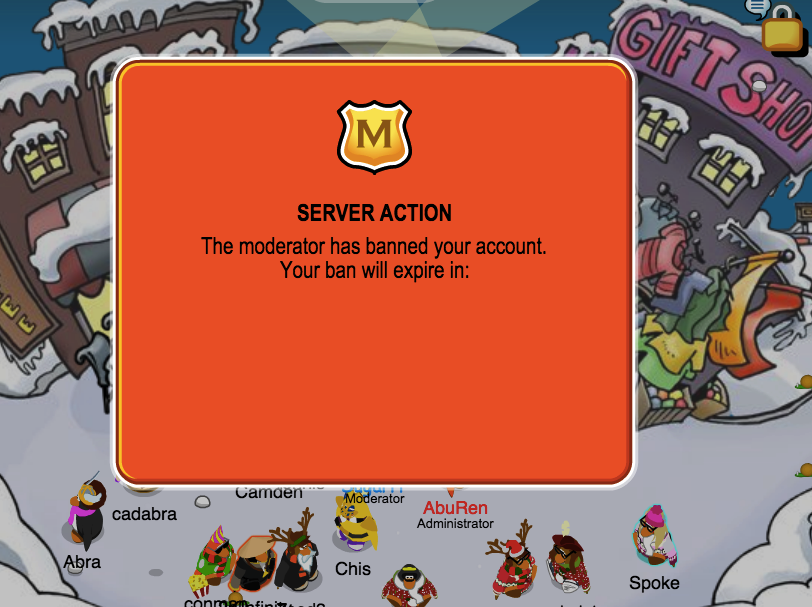 GIFT SHO
M
SERVER ACTION
The moderator has banned your account.
Your ban will expire in:
Camden
Moderator
AbuRen
Administrator
cadabra
Abra
Chis
Spoke